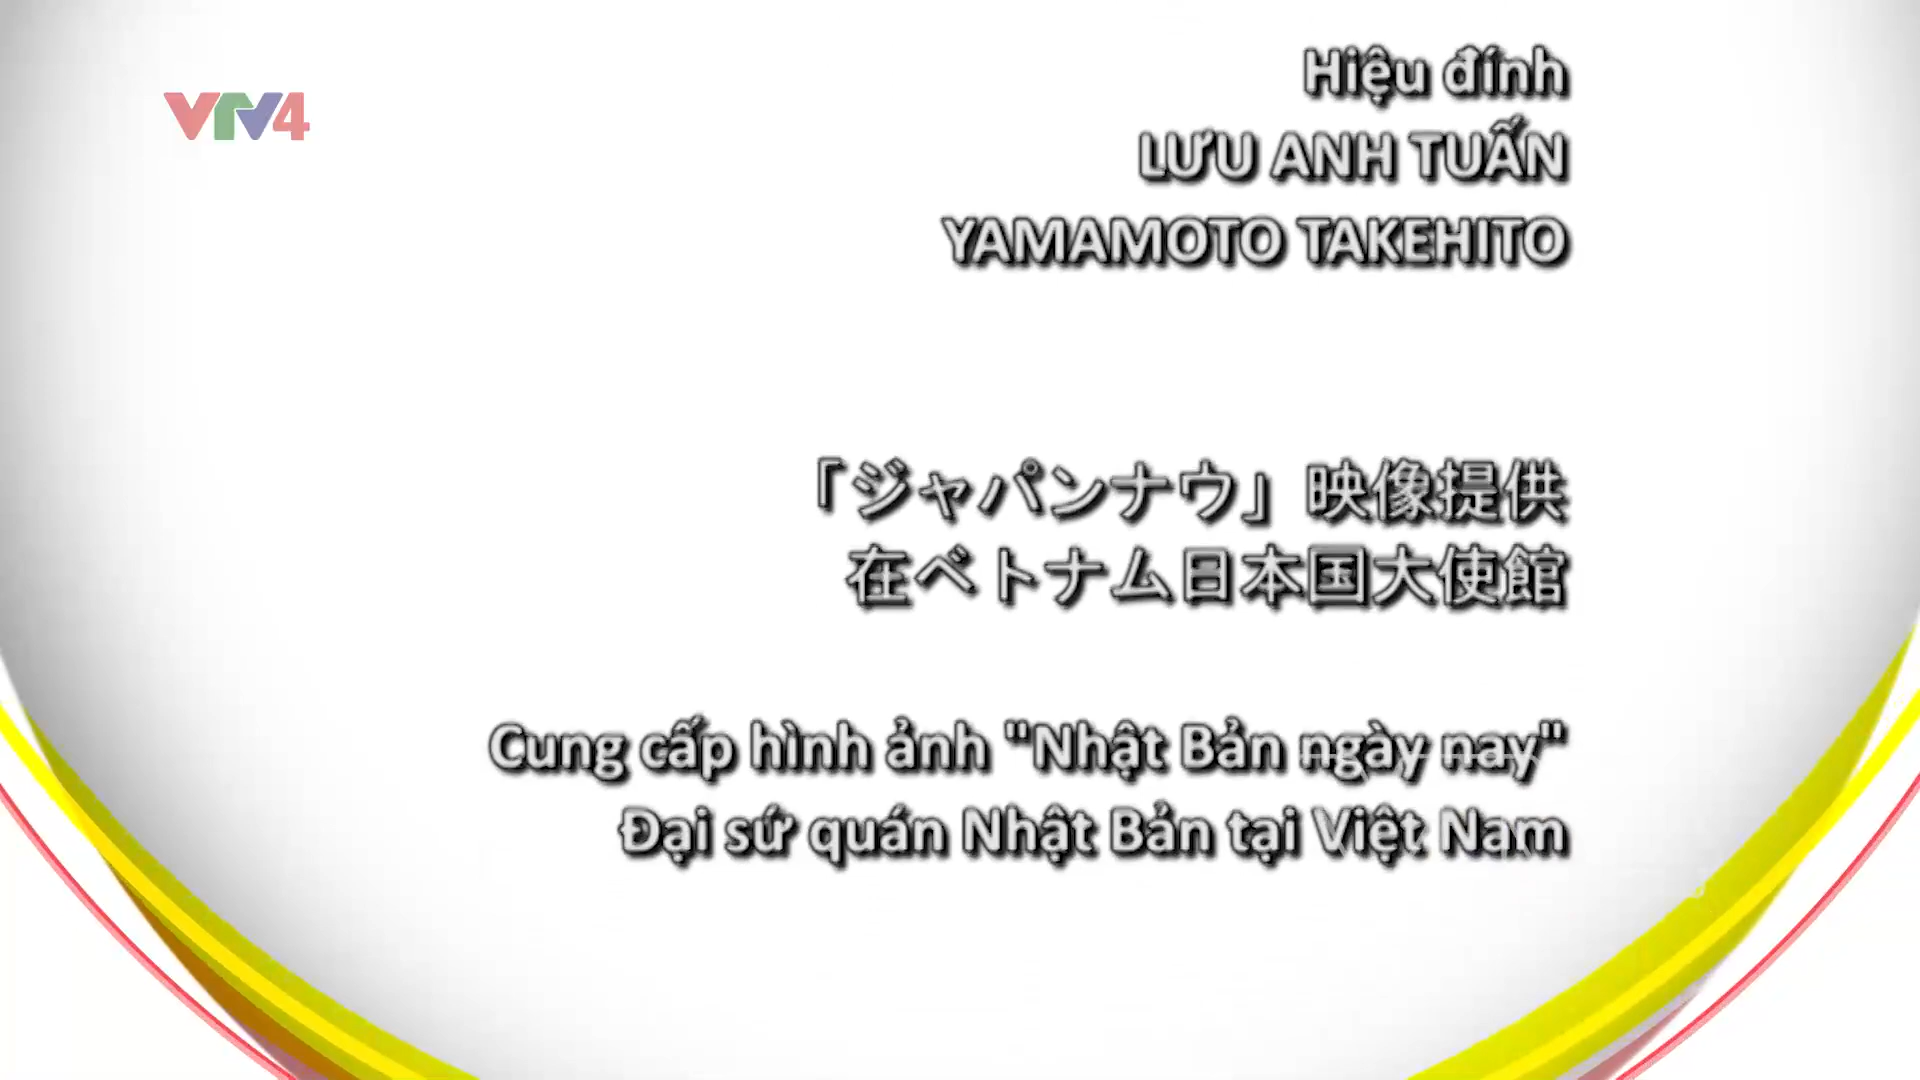 VTV4
Hiệu đính
LƯU ANH TUẤN
YAMAMOTO TAKEHITO
「ジャパンナウ」映像提供
在ベトナム日本国大使館
Cung cấp hình ảnh "Nhật Bản ngày nay"
Đại sứ quán Nhật Bản tại Việt Nam